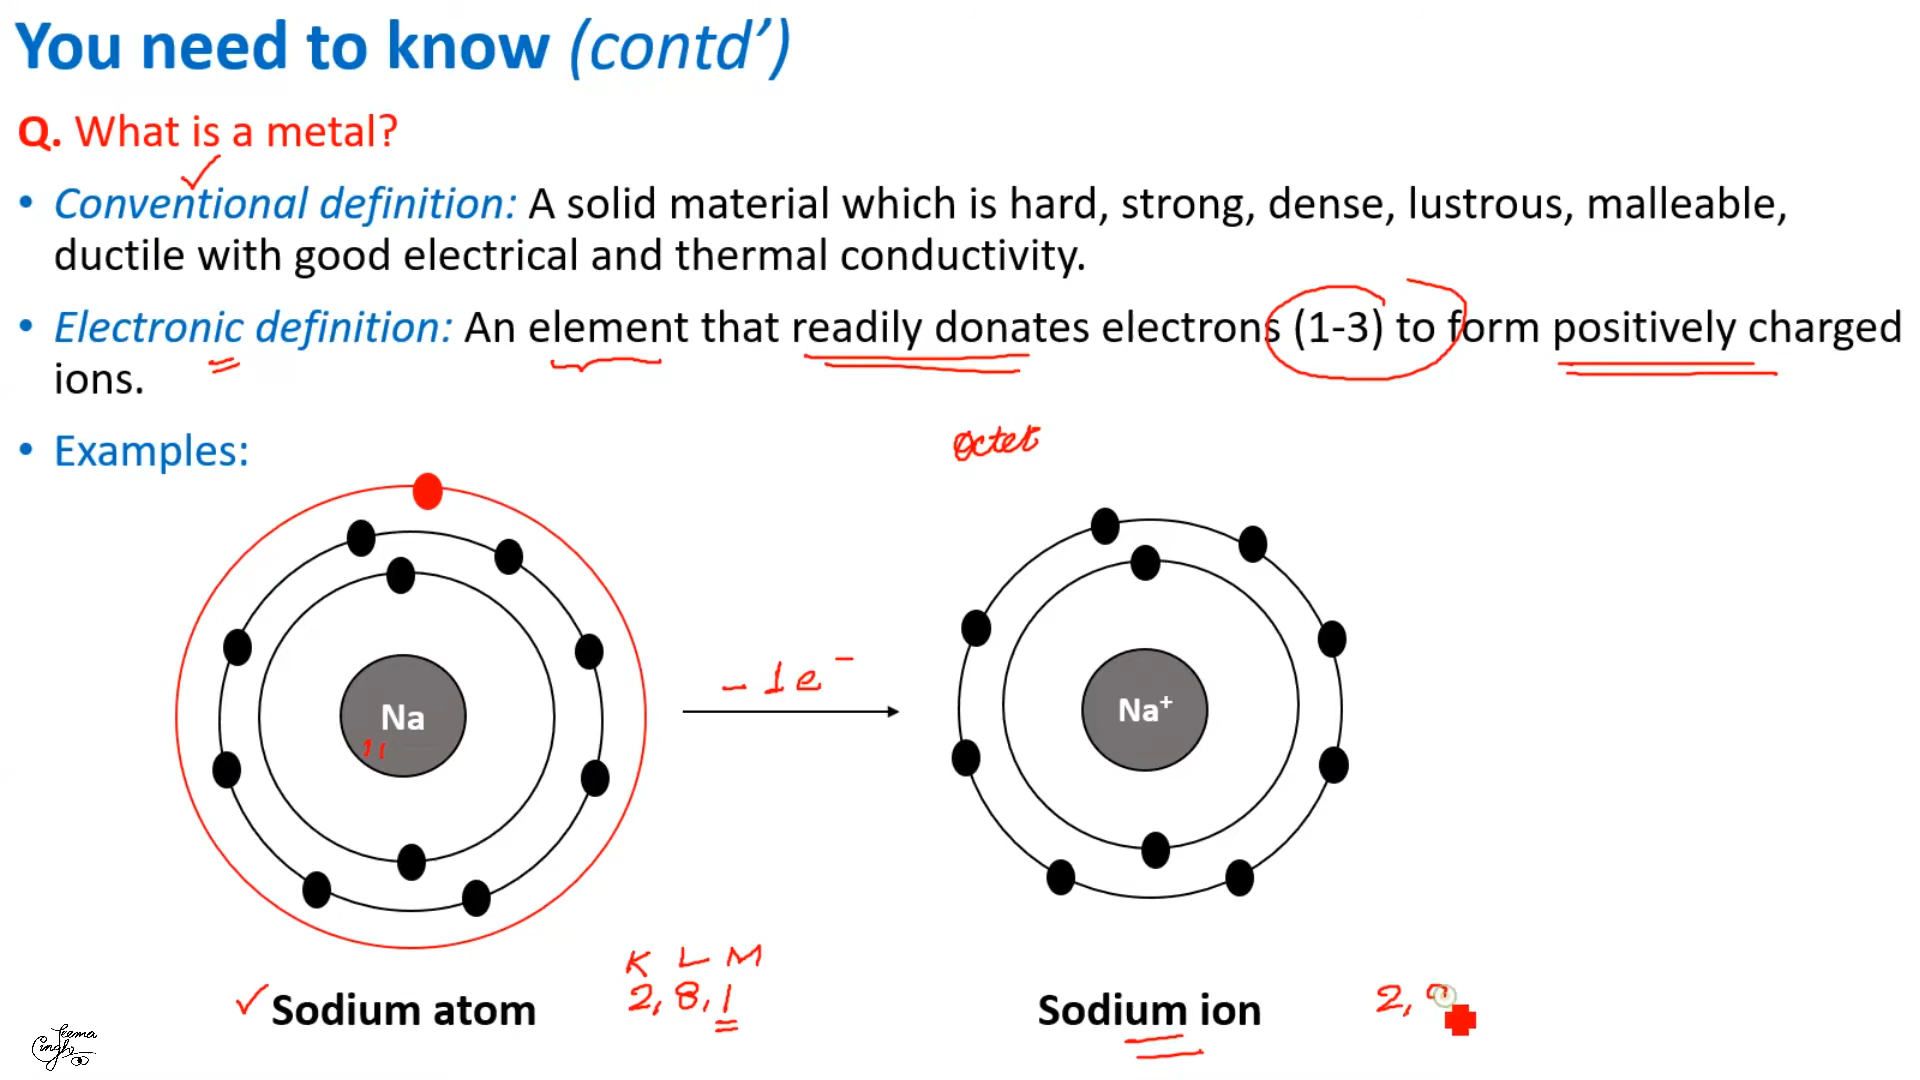 You need to know (contd’)
Q. What is a metal?
• Conventional definition: A solid material which is hard, strong, dense, lustrous, malleable,
ductile with good electrical and thermal conductivity.
• Electronic definition: An element that readily donates electrons (1-3) to form positively charged
ions.
octet
• Examples:
- 1e⁻
Na
11
Na⁺
K L M
2, 8, 1
Sodium atom
Sodium ion
2,